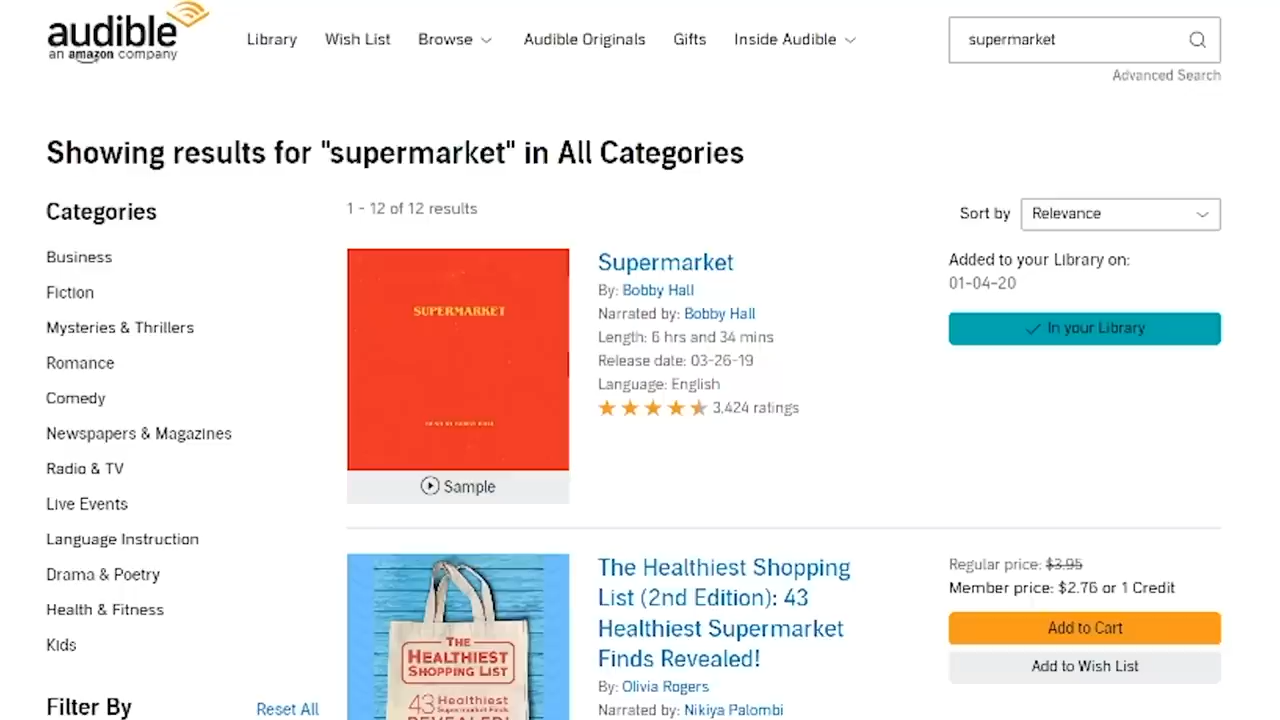 audible
an amazon company
Library
Wish List
Browse
Audible Originals
Gifts
Inside Audible
supermarket
Advanced Search
Showing results for "supermarket" in All Categories
Categories
Business
Fiction
Mysteries & Thrillers
Romance
Comedy
Newspapers & Magazines
Radio & TV
Live Events
Language Instruction
Drama & Poetry
Health & Fitness
Kids
Filter By
Reset All
1 - 12 of 12 results
Sort by
Relevance
SUPERMARKET
Sample
Supermarket
By: Bobby Hall
Narrated by: Bobby Hall
Length: 6 hrs and 34 mins
Release date: 03-26-19
Language: English
3,424 ratings
Added to your Library on:
01-04-20
In your Library
THE
HEALTHIEST
SHOPPING LIST
43 Healthiest
Supermarket Finds
REVEALED!
The Healthiest Shopping
List (2nd Edition): 43
Healthiest Supermarket
Finds Revealed!
By: Olivia Rogers
Narrated by: Nikiya Palombi
Regular price: $3.95
Member price: $2.76 or 1 Credit
Add to Cart
Add to Wish List